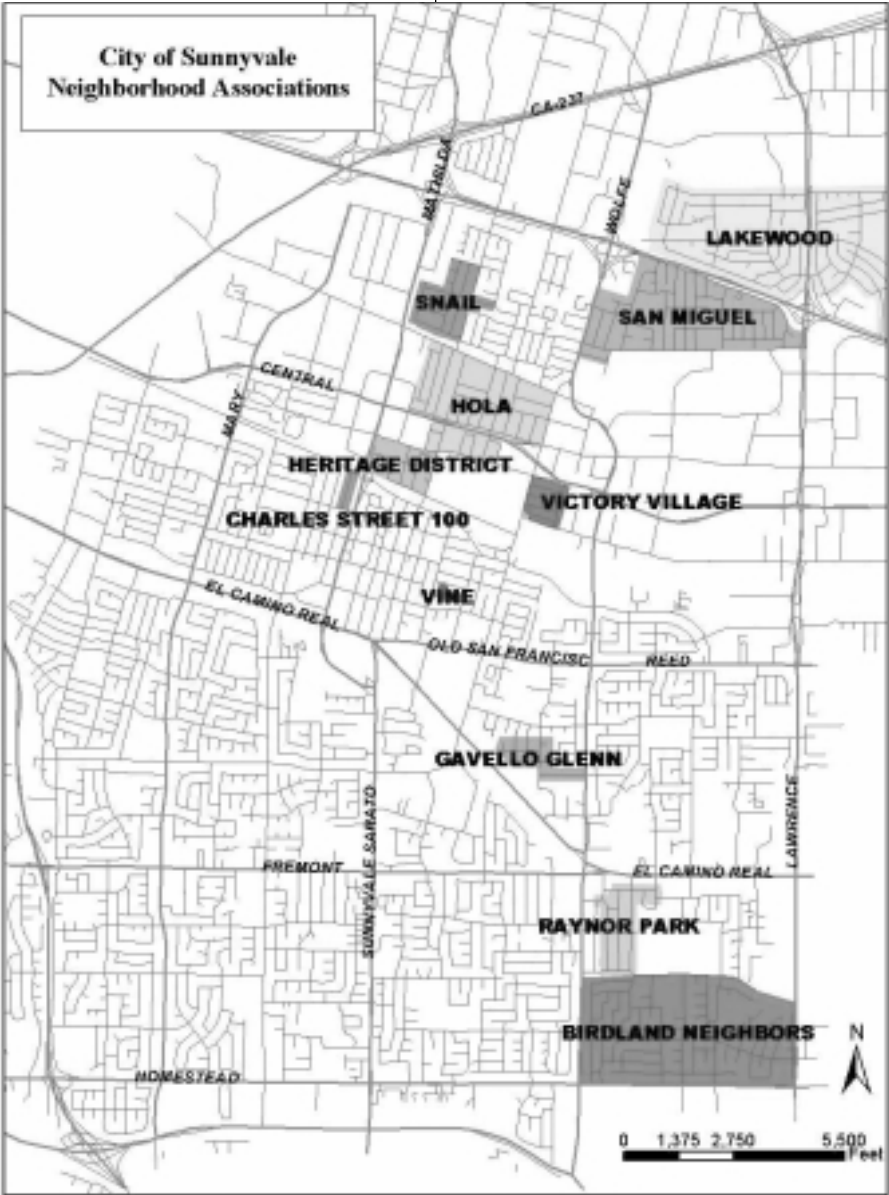 City of Sunnyvale
Neighborhood Associations
CA-237
MATILDA
WOLFE
LAKEWOOD
SNAIL
SAN MIGUEL
CENTRAL
HOLA
MARY
HERITAGE DISTRICT
VICTORY VILLAGE
CHARLES STREET 100
EL CAMINO REAL
VINE
OLD SAN FRANCISC
REED
GAVELLO GLENN
LAWRENCE
SUNNYVALE SARATO
FREMONT
EL CAMINO REAL
RAYNOR PARK
BIRDLAND NEIGHBORS
N
HOMESTEAD
0 1,375 2,750 5,500
Feet